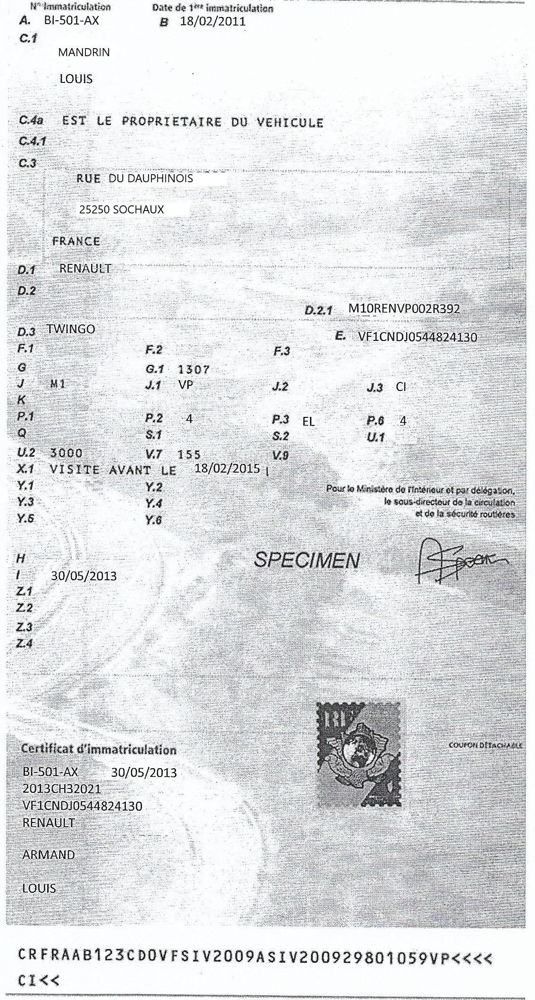 N° Immatriculation Date de 1ère immatriculation
A. BI-501-AX B 18/02/2011
C.1
MANDRIN
LOUIS
C.4a EST LE PROPRIETAIRE DU VEHICULE
C.4.1
C.3
RUE DU DAUPHINOIS
25250 SOCHAUX
FRANCE
D.1 RENAULT
D.2
D.2.1 M10RENVP002R392
D.3 TWINGO E. VF1CNDJ0544824130
F.1 F.2 F.3
G G.1 1307
J M1 J.1 VP J.2 J.3 CI
K
P.1 P.2 4 P.3 EL P.6 4
Q S.1 S.2 U.1
U.2 3000 V.7 155 V.9
X.1 VISITE AVANT LE 18/02/2015
Y.1 Y.2
Y.3 Y.4
Y.5 Y.6
Pour le Ministère de l'Intérieur et par délégation,
le sous-directeur de la circulation
et de la sécurité routières
H
SPECIMEN
I 30/05/2013
Z.1
Z.2
Z.3
Z.4
RF
Certificat d'immatriculation
COUPON DÉTACHABLE
BI-501-AX 30/05/2013
2013CH32021
VF1CNDJ0544824130
RENAULT
ARMAND
LOUIS
CRFRAAB123CD0VFSIV2009ASIV200929801059VP<<<<
CI<<